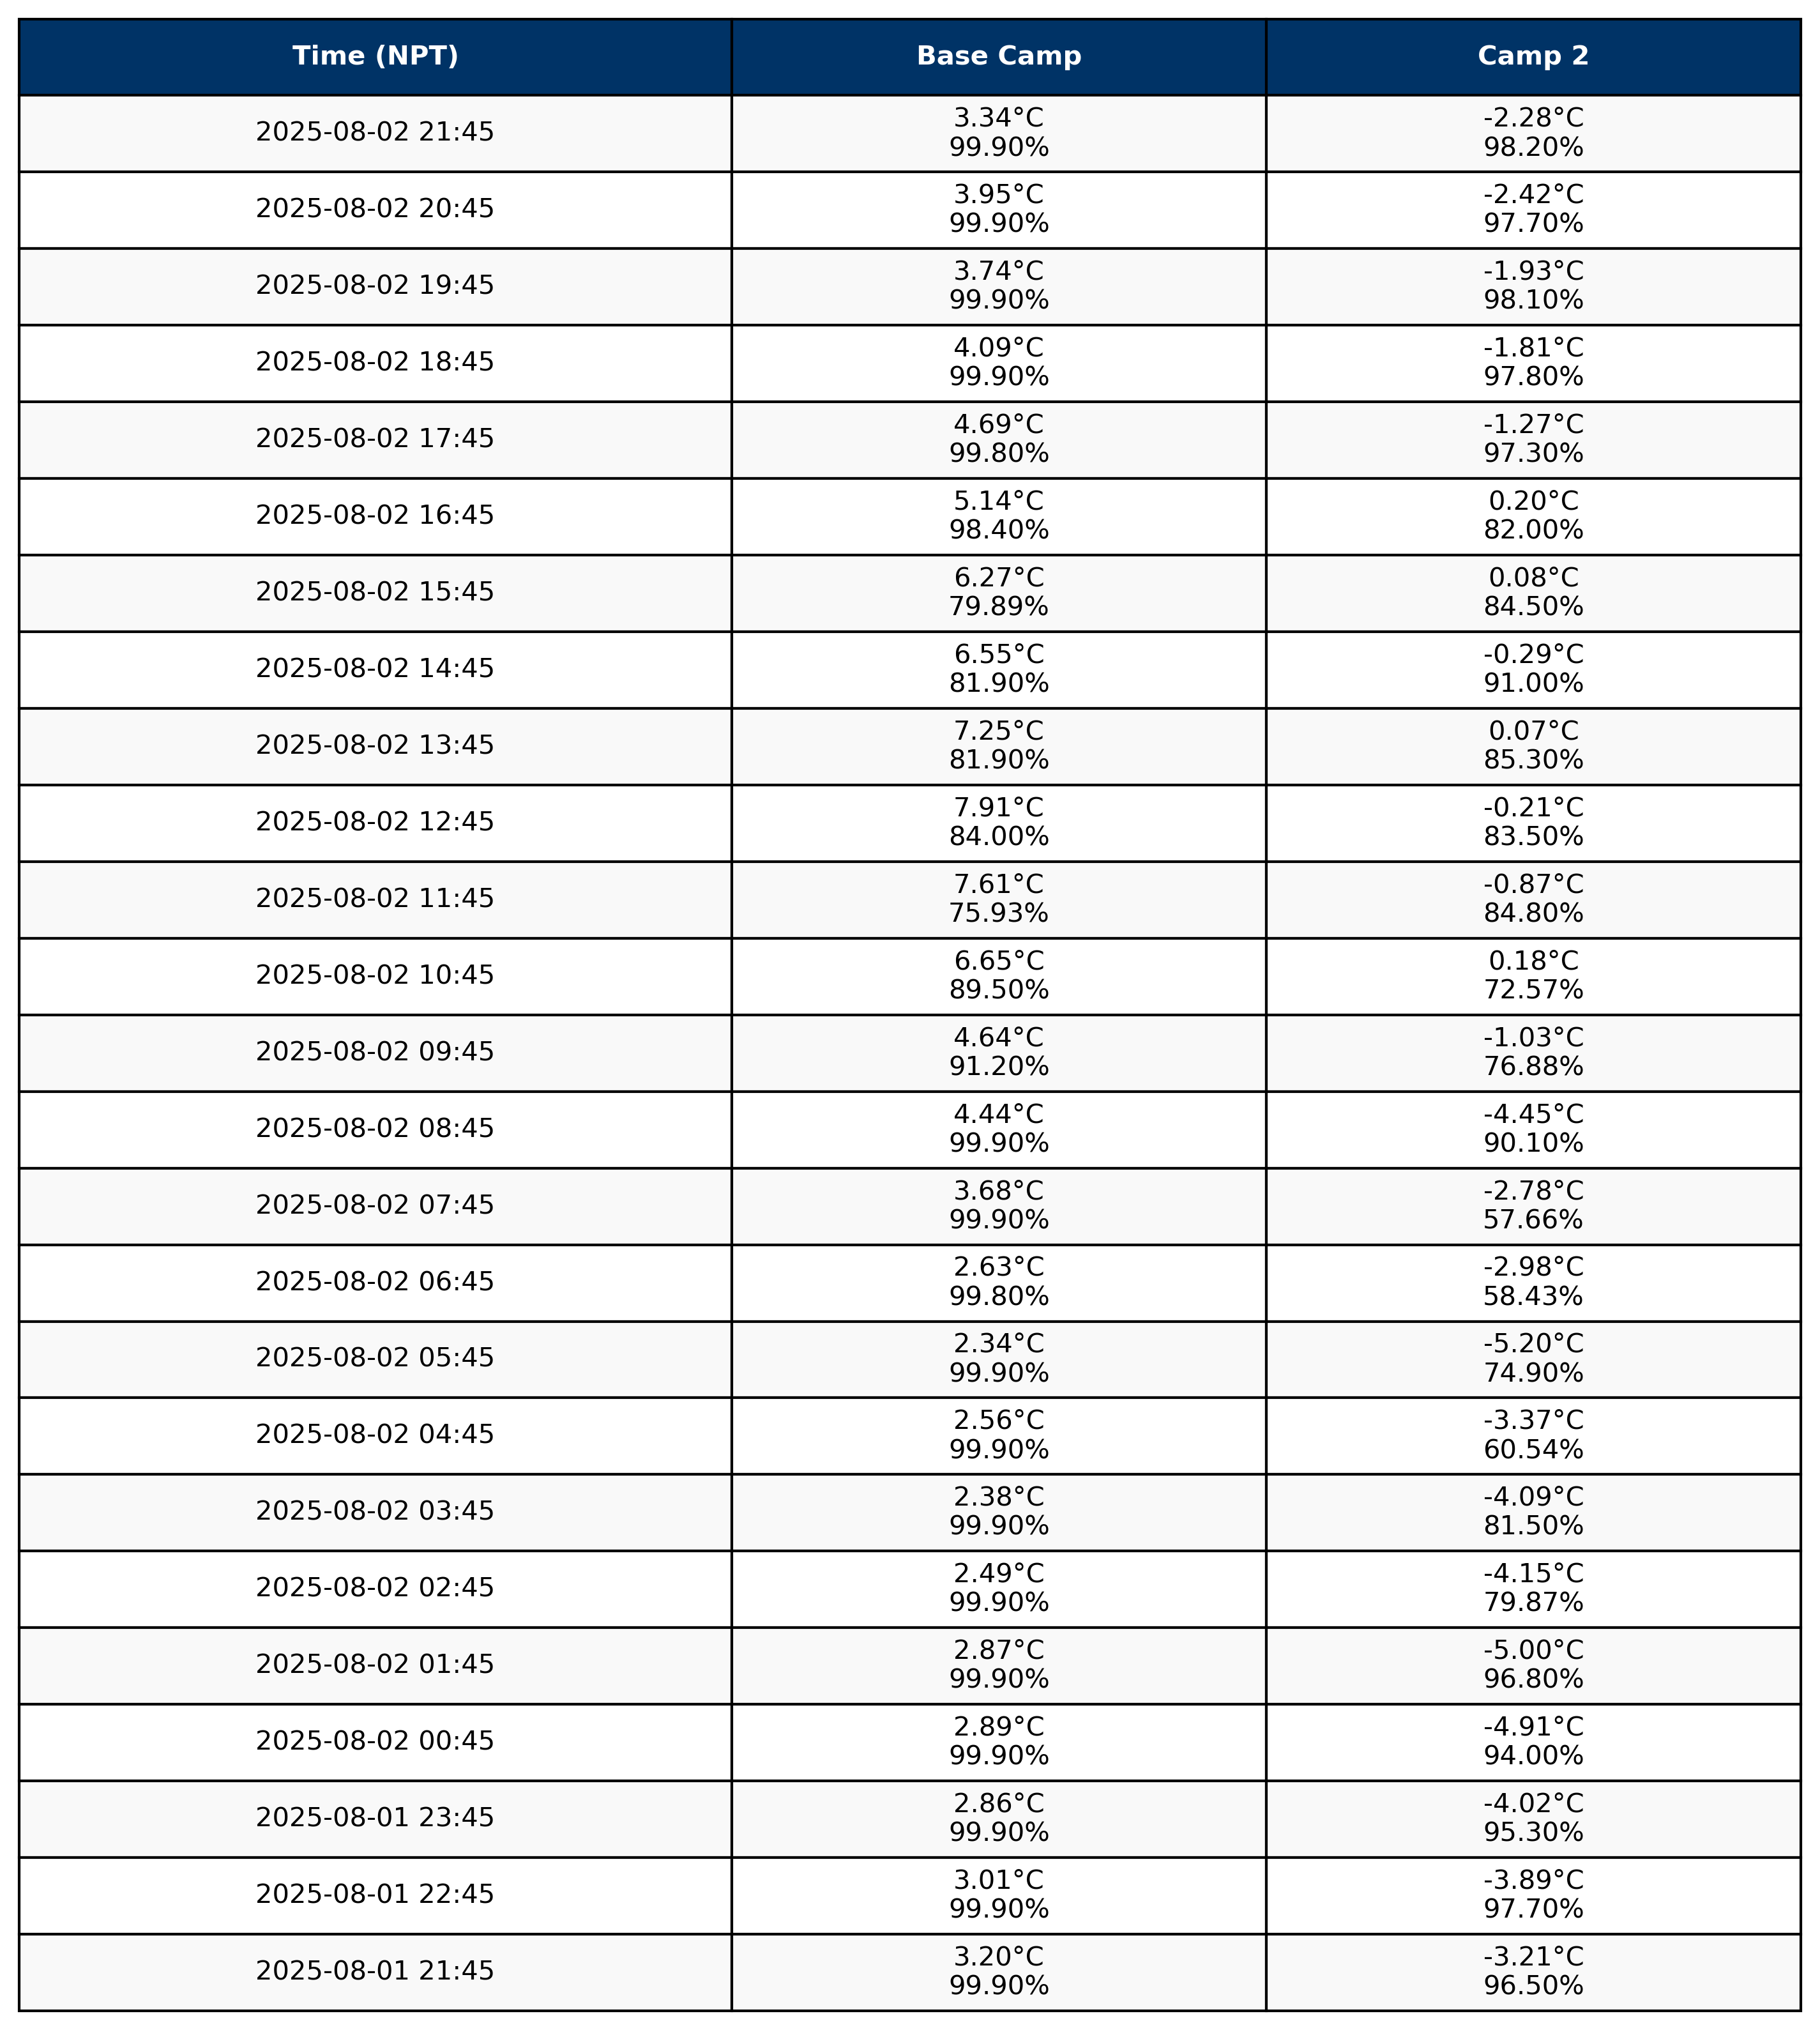 Time (NPT) Base Camp Camp 2
3.34°C -2.28°C
2025-08-02 21:45
99.90% 98.20%
3.95°C -2.42°C
2025-08-02 20:45
99.90% 97.70%
3.74°C -1.93°C
2025-08-02 19:45
99.90% 98.10%
4.09°C -1.81°C
2025-08-02 18:45
99.90% 97.80%
4.69°C -1.27°C
2025-08-02 17:45
99.80% 97.30%
5.14°C 0.20°C
2025-08-02 16:45
98.40% 82.00%
6.27°C 0.08°C
2025-08-02 15:45
79.89% 84.50%
6.55°C -0.29°C
2025-08-02 14:45
81.90% 91.00%
7.25°C 0.07°C
2025-08-02 13:45
81.90% 85.30%
7.91°C -0.21°C
2025-08-02 12:45
84.00% 83.50%
7.61°C -0.87°C
2025-08-02 11:45
75.93% 84.80%
6.65°C 0.18°C
2025-08-02 10:45
89.50% 72.57%
4.64°C -1.03°C
2025-08-02 09:45
91.20% 76.88%
4.44°C -4.45°C
2025-08-02 08:45
99.90% 90.10%
3.68°C -2.78°C
2025-08-02 07:45
99.90% 57.66%
2.63°C -2.98°C
2025-08-02 06:45
99.80% 58.43%
2.34°C -5.20°C
2025-08-02 05:45
99.90% 74.90%
2.56°C -3.37°C
2025-08-02 04:45
99.90% 60.54%
2.38°C -4.09°C
2025-08-02 03:45
99.90% 81.50%
2.49°C -4.15°C
2025-08-02 02:45
99.90% 79.87%
2.87°C -5.00°C
2025-08-02 01:45
99.90% 96.80%
2.89°C -4.91°C
2025-08-02 00:45
99.90% 94.00%
2.86°C -4.02°C
2025-08-01 23:45
99.90% 95.30%
3.01°C -3.89°C
2025-08-01 22:45
99.90% 97.70%
3.20°C -3.21°C
2025-08-01 21:45
99.90% 96.50%